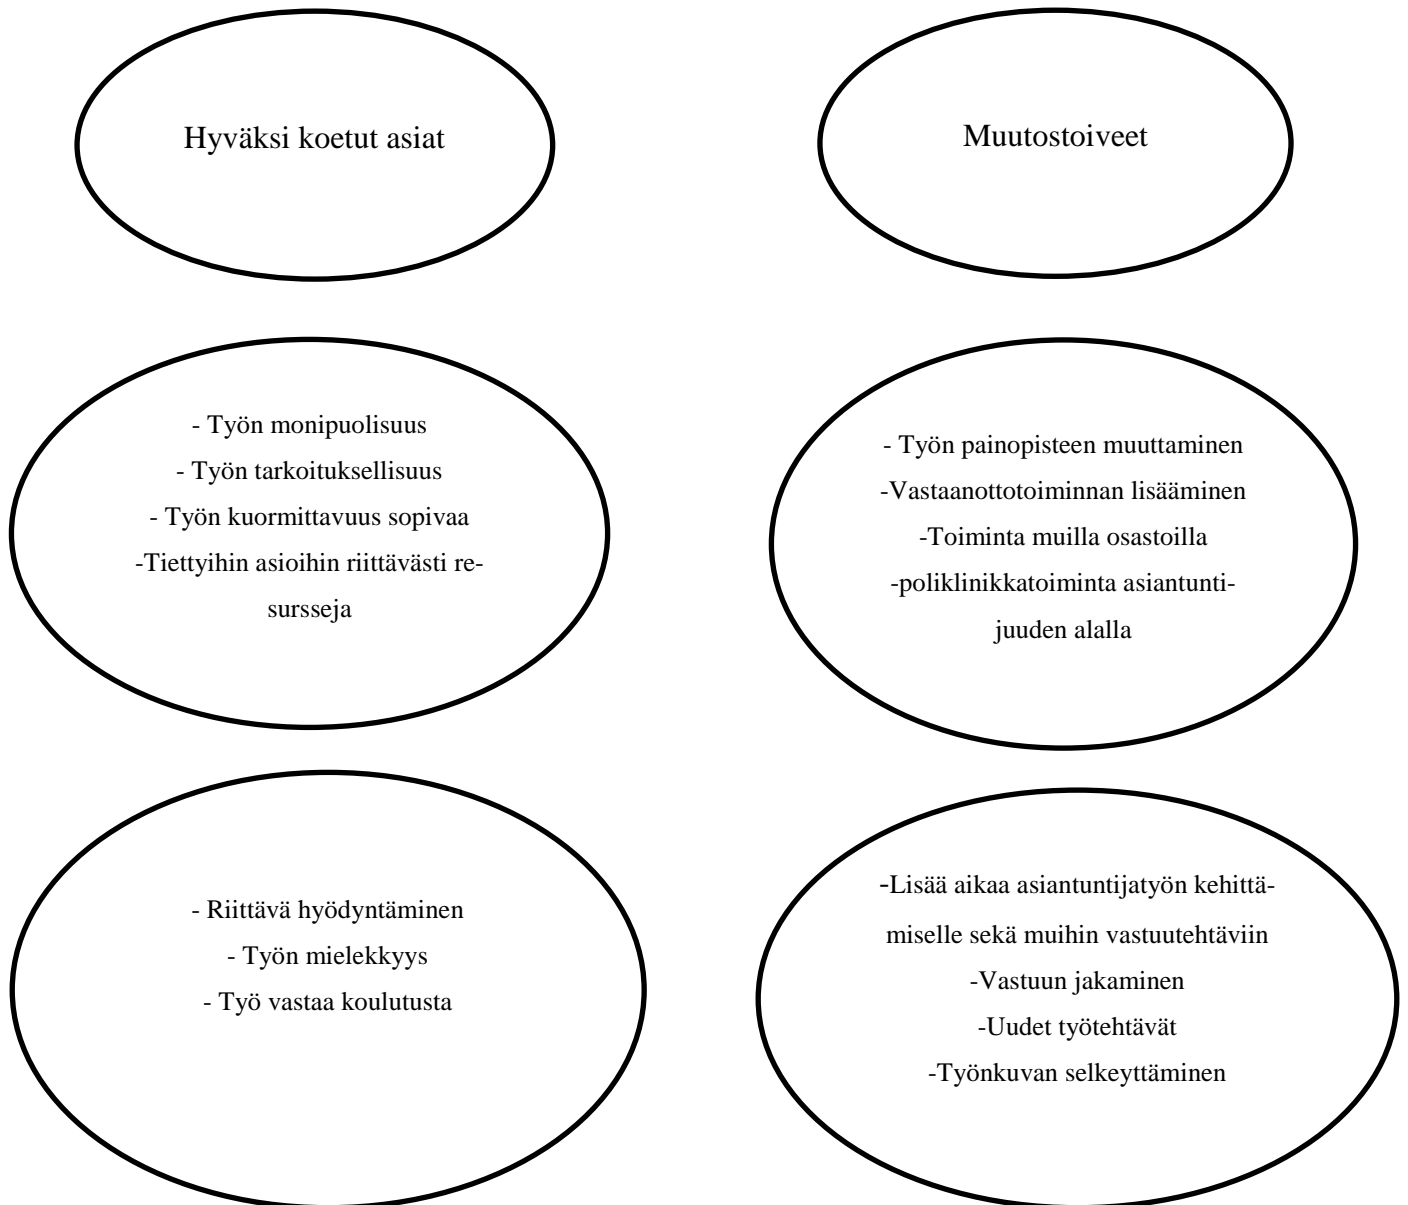 Hyväksi koetut asiat
Muutostoiveet
- Työn monipuolisuus
- Työn tarkoituksellisuus
- Työn kuormittavuus sopivaa
-Tiettyihin asioihin riittävästi re-
sursseja
- Työn painopisteen muuttaminen
-Vastaanottotoiminnan lisääminen
-Toiminta muilla osastoilla
-poliklinikkatoiminta asiantunti-
juuden alalla
- Riittävä hyödyntäminen
- Työn mielekkyys
- Työ vastaa koulutusta
-Lisää aikaa asiantuntijatyön kehittä-
miselle sekä muihin vastuutehtäviin
-Vastuun jakaminen
-Uudet työtehtävät
-Työnkuvan selkeyttäminen